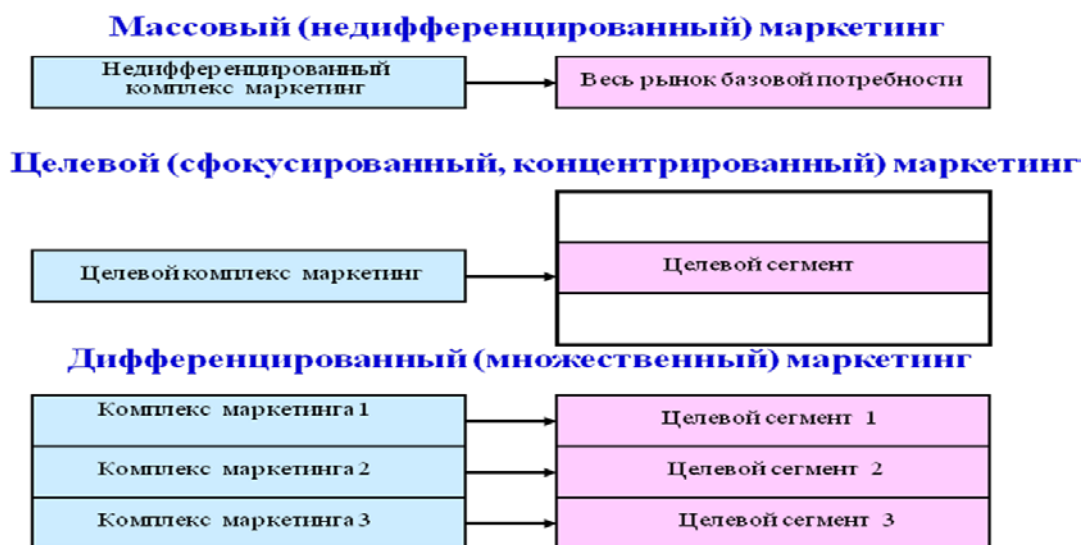 Массовый (недифференцированный) маркетинг
Недифференцированный
комплекс маркетинг
Весь рынок базовой потребности
Целевой (сфокусированный, концентрированный) маркетинг
Целевой комплекс маркетинг
Целевой сегмент
Дифференцированный (множественный) маркетинг
Комплекс маркетинга 1
Целевой сегмент 1
Комплекс маркетинга 2
Целевой сегмент 2
Комплекс маркетинга 3
Целевой сегмент 3